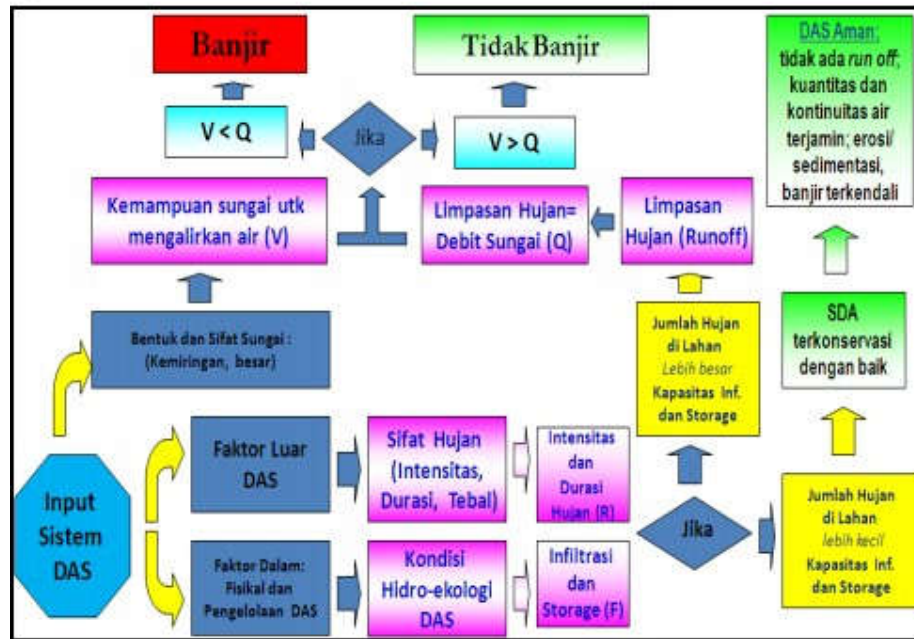 Banjir
Tidak Banjir
DAS Aman;
tidak ada run off;
kuantitas dan
kontinuitas air
terjamin; erosi/
sedimentasi,
banjir terkendali
V < Q
Jika
V > Q
Kemampuan sungai utk
mengalirkan air (V)
Limpasan Hujan=
Debit Sungai (Q)
Limpasan
Hujan (Runoff)
Bentuk dan Sifat Sungai :
(Kemiringan, besar)
Jumlah Hujan
di Lahan
Lebih besar
Kapasitas Inf.
dan Storage
SDA
terkonservasi
dengan baik
Input
Sistem
DAS
Faktor Luar
DAS
Sifat Hujan
(Intensitas,
Durasi, Tebal)
Intensitas
dan
Durasi
Hujan (R)
Faktor Dalam:
Fisikal dan
Pengelolaan DAS
Kondisi
Hidro-ekologi
DAS
Infiltrasi
dan
Storage (F)
Jika
Jumlah Hujan
di Lahan
lebih kecil
Kapasitas Inf.
dan Storage